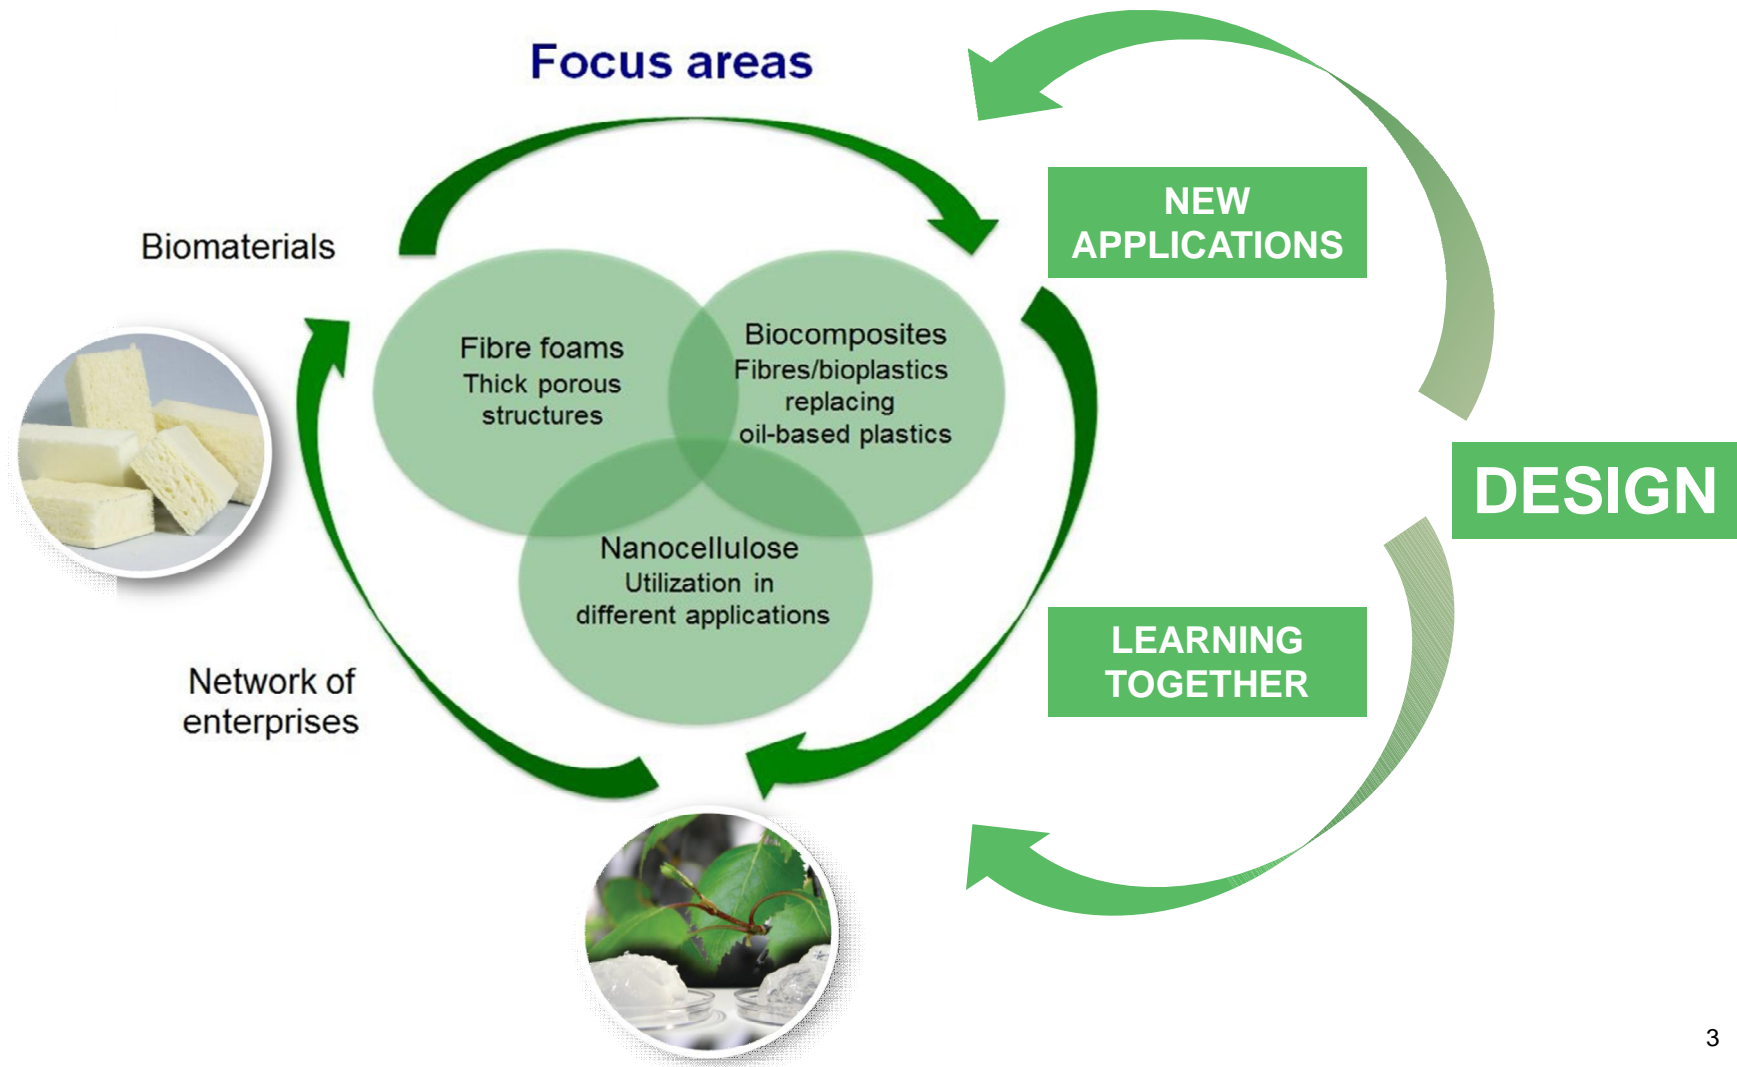 Focus areas
NEW
APPLICATIONS
Biomaterials
Fibre foams
Thick porous
structures
Biocomposites
Fibres/bioplastics
replacing
oil-based plastics
DESIGN
Nanocellulose
Utilization in
different applications
LEARNING
TOGETHER
Network of
enterprises
3